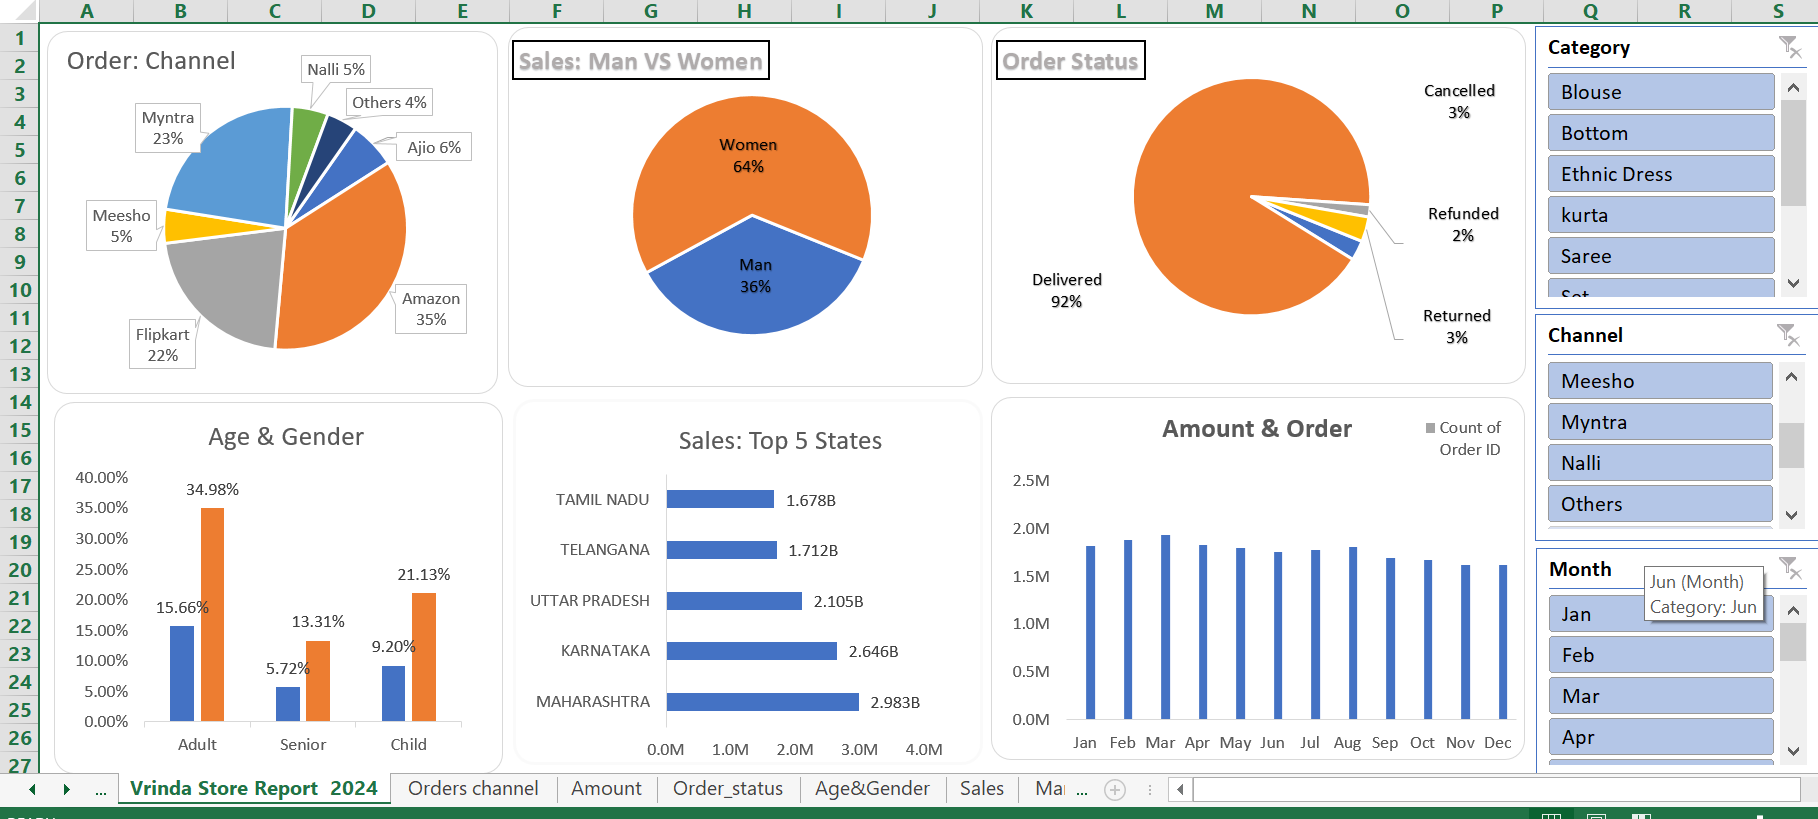 A B C D E F G H I J K L M N O P Q R S
1
2
3
4
5
6
7
8
9
10
11
12
13
14
15
16
17
18
19
20
21
22
23
24
25
26
27
Order: Channel
Nalli 5%
Others 4%
Ajio 6%
Myntra
23%
Meesho
5%
Flipkart
22%
Amazon
35%
Sales: Man VS Women
Women
64%
Man
36%
Order Status
Cancelled
3%
Refunded
2%
Delivered
92%
Returned
3%
Category
Blouse
Bottom
Ethnic Dress
kurta
Saree
Set
Channel
Meesho
Myntra
Nalli
Others
Month
Jun (Month)
Category: Jun
Jan
Feb
Mar
Apr
Age & Gender
40.00%
35.00%
30.00%
25.00%
20.00%
15.00%
10.00%
5.00%
0.00%
34.98%
21.13%
15.66%
13.31%
9.20%
5.72%
Adult Senior Child
Sales: Top 5 States
TAMIL NADU 1.678B
TELANGANA 1.712B
UTTAR PRADESH 2.105B
KARNATAKA 2.646B
MAHARASHTRA 2.983B
0.0M 1.0M 2.0M 3.0M 4.0M
Amount & Order
Count of
Order ID
2.5M
2.0M
1.5M
1.0M
0.5M
0.0M
Jan Feb Mar Apr May Jun Jul Aug Sep Oct Nov Dec
... Vrinda Store Report 2024 Orders channel Amount Order_status Age&Gender Sales Ma ...